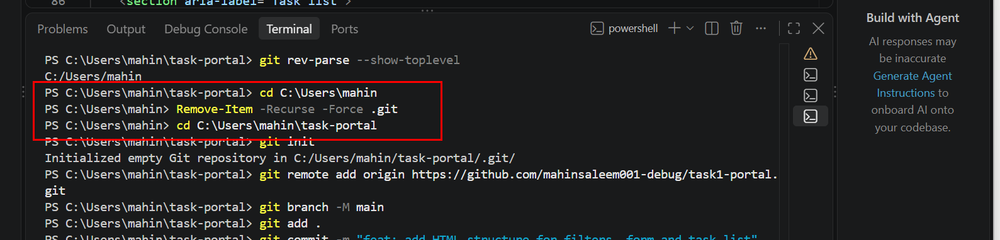 86 <section aria-label="Task list">
Problems Output Debug Console Terminal Ports powershell
PS C:\Users\mahin\task-portal> git rev-parse --show-toplevel
C:/Users/mahin
PS C:\Users\mahin\task-portal> cd C:\Users\mahin
PS C:\Users\mahin> Remove-Item -Recurse -Force .git
PS C:\Users\mahin> cd C:\Users\mahin\task-portal
PS C:\Users\mahin\task-portal> git init
Initialized empty Git repository in C:/Users/mahin/task-portal/.git/
PS C:\Users\mahin\task-portal> git remote add origin https://github.com/mahinsaleem001-debug/task1-portal.
git
PS C:\Users\mahin\task-portal> git branch -M main
PS C:\Users\mahin\task-portal> git add .
PS C:\Users\mahin\task-portal> git commit -m "feat: add HTML structure for filters, form and task list"
Build with Agent
AI responses may
be inaccurate
Generate Agent
Instructions to
onboard AI onto
your codebase.